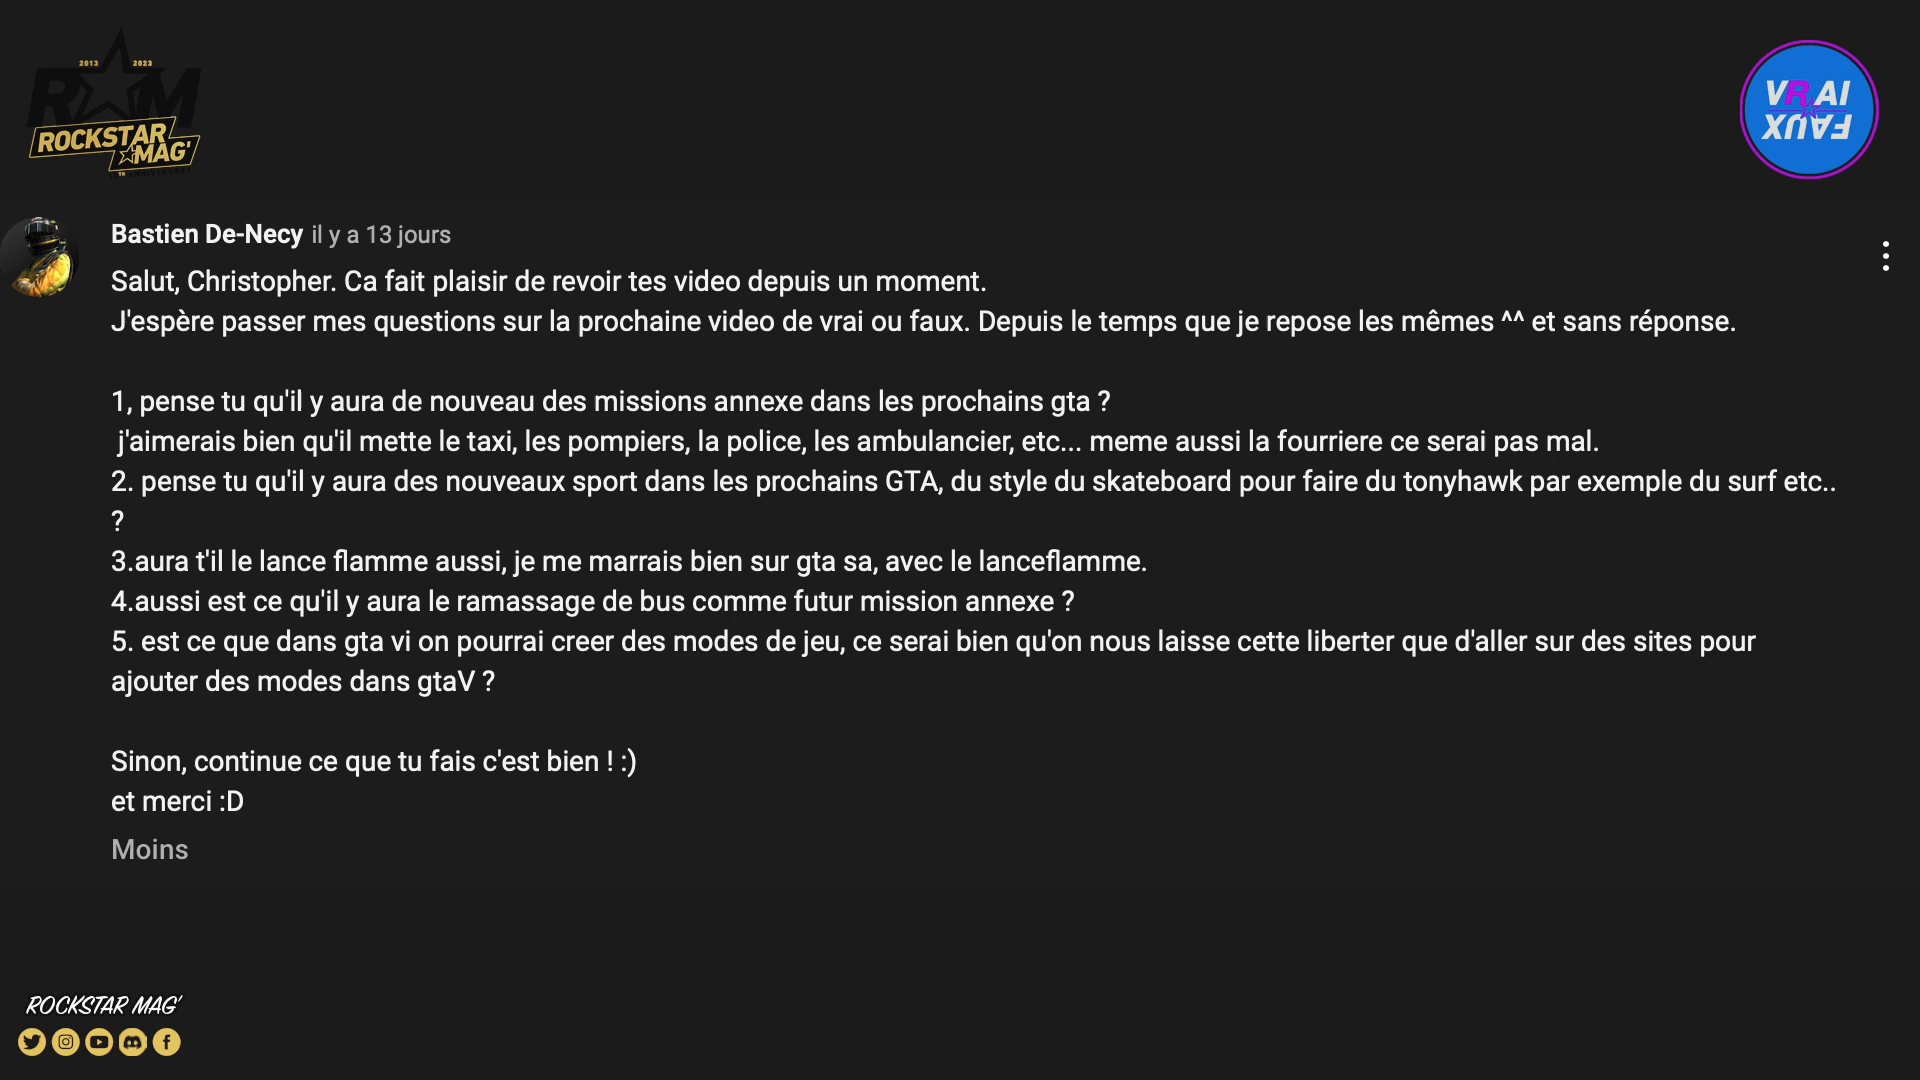 2013 2023
RM
ROCKSTAR
MAG'
TH ANNIVERSARY
VRAI
FAUX
Bastien De-Necy il y a 13 jours
Salut, Christopher. Ca fait plaisir de revoir tes video depuis un moment.
J'espère passer mes questions sur la prochaine video de vrai ou faux. Depuis le temps que je repose les mêmes ^^ et sans réponse.
1, pense tu qu'il y aura de nouveau des missions annexe dans les prochains gta ?
j'aimerais bien qu'il mette le taxi, les pompiers, la police, les ambulancier, etc... meme aussi la fourriere ce serai pas mal.
2. pense tu qu'il y aura des nouveaux sport dans les prochains GTA, du style du skateboard pour faire du tonyhawk par exemple du surf etc..
?
3.aura t'il le lance flamme aussi, je me marrais bien sur gta sa, avec le lanceflamme.
4.aussi est ce qu'il y aura le ramassage de bus comme futur mission annexe ?
5. est ce que dans gta vi on pourrai creer des modes de jeu, ce serai bien qu'on nous laisse cette liberter que d'aller sur des sites pour
ajouter des modes dans gtaV ?
Sinon, continue ce que tu fais c'est bien ! :)
et merci :D
Moins
ROCKSTAR MAG'